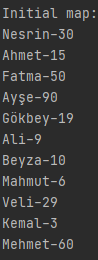 Initial map:
Nesrin-30
Ahmet-15
Fatma-50
Ayşe-90
Gökbey-19
Ali-9
Beyza-10
Mahmut-6
Veli-29
Kemal-3
Mehmet-60